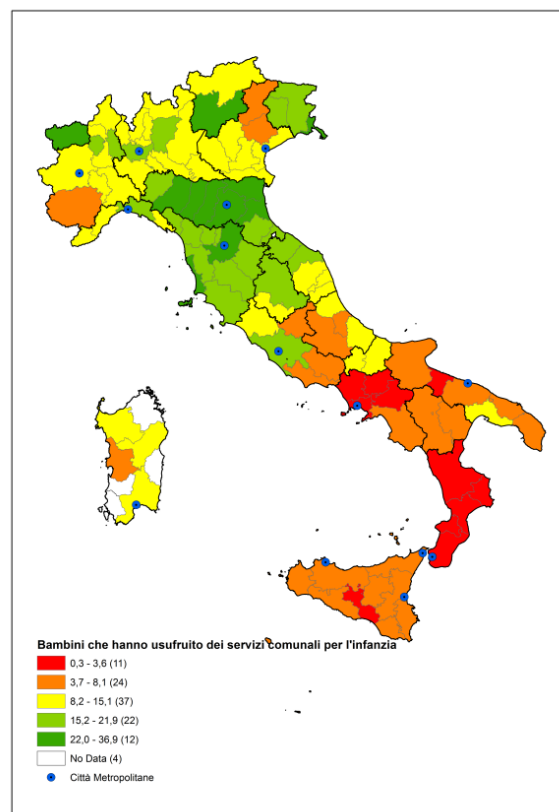 Bambini che hanno usufruito dei servizi comunali per l'infanzia
0,3 - 3,6 (11)
3,7 - 8,1 (24)
8,2 - 15,1 (37)
15,2 - 21,9 (22)
22,0 - 36,9 (12)
No Data (4)
Città Metropolitane